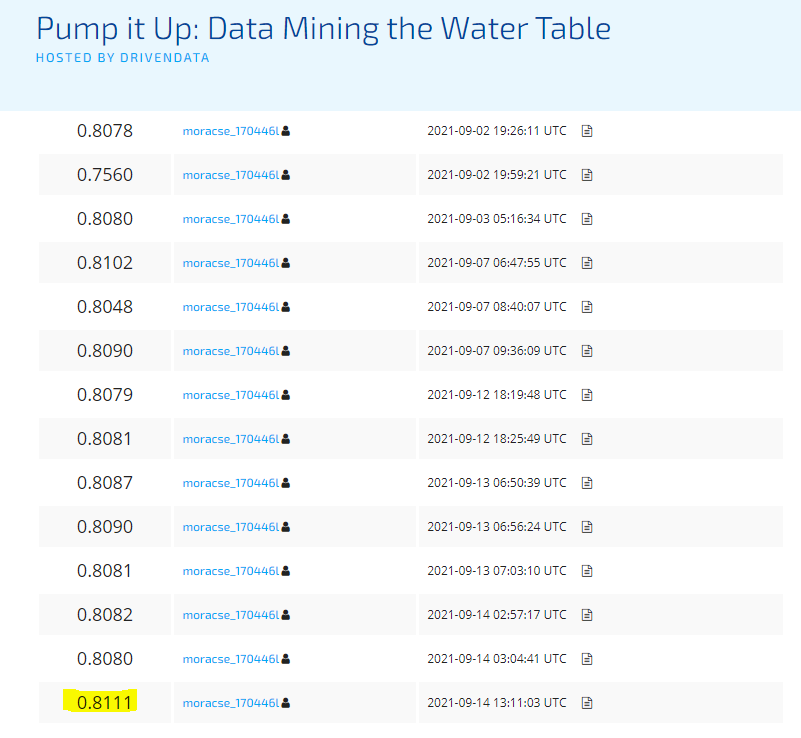 Pump it Up: Data Mining the Water Table
HOSTED BY DRIVENDATA
0.8078 moracse_170446l 2021-09-02 19:26:11 UTC
0.7560 moracse_170446l 2021-09-02 19:59:21 UTC
0.8080 moracse_170446l 2021-09-03 05:16:34 UTC
0.8102 moracse_170446l 2021-09-07 06:47:55 UTC
0.8048 moracse_170446l 2021-09-07 08:40:07 UTC
0.8090 moracse_170446l 2021-09-07 09:36:09 UTC
0.8079 moracse_170446l 2021-09-12 18:19:48 UTC
0.8081 moracse_170446l 2021-09-12 18:25:49 UTC
0.8087 moracse_170446l 2021-09-13 06:50:39 UTC
0.8090 moracse_170446l 2021-09-13 06:56:24 UTC
0.8081 moracse_170446l 2021-09-13 07:03:10 UTC
0.8082 moracse_170446l 2021-09-14 02:57:17 UTC
0.8080 moracse_170446l 2021-09-14 03:04:41 UTC
0.8111 moracse_170446l 2021-09-14 13:11:03 UTC